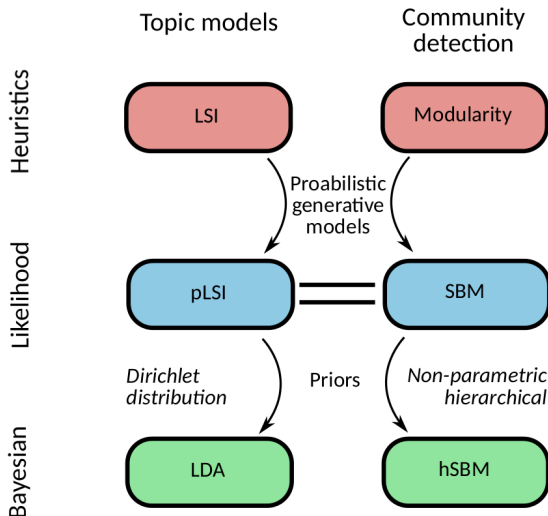 Topic models
Community
detection
Heuristics
LSI
Modularity
Proabilistic
generative
models
Likelihood
pLSI
SBM
Dirichlet
distribution
Priors
Non-parametric
hierarchical
Bayesian
LDA
hSBM